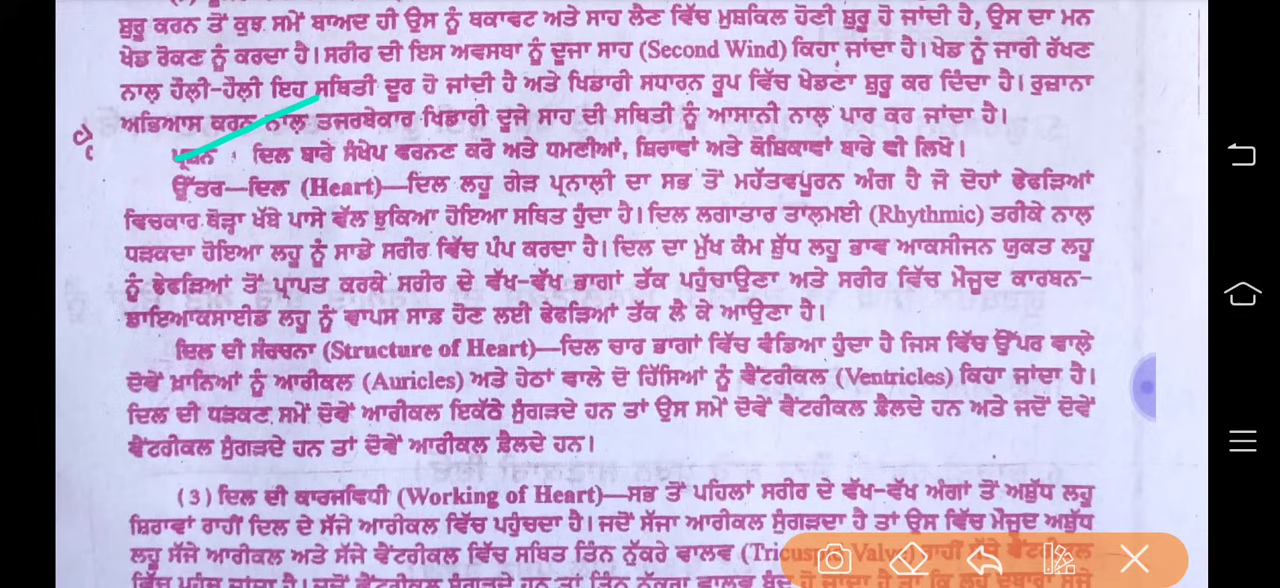 ਸ਼ੁਰੂ ਕਰਨ ਤੋਂ ਕੁਝ ਸਮੇਂ ਬਾਅਦ ਹੀ ਉਸ ਨੂੰ ਥਕਾਵਟ ਅਤੇ ਸਾਹ ਲੈਣ ਵਿੱਚ ਮੁਸ਼ਕਿਲ ਹੋਣੀ ਸ਼ੁਰੂ ਹੋ ਜਾਂਦੀ ਹੈ, ਉਸ ਦਾ ਮਨ
ਖੇਡ ਰੋਕਣ ਨੂੰ ਕਰਦਾ ਹੈ। ਸਰੀਰ ਦੀ ਇਸ ਅਵਸਥਾ ਨੂੰ ਦੂਜਾ ਸਾਹ (Second Wind) ਕਿਹਾ ਜਾਂਦਾ ਹੈ। ਖੇਡ ਨੂੰ ਜਾਰੀ ਰੱਖਣ
ਨਾਲ ਹੌਲੀ-ਹੌਲੀ ਇਹ ਸਥਿਤੀ ਦੂਰ ਹੋ ਜਾਂਦੀ ਹੈ ਅਤੇ ਖਿਡਾਰੀ ਸਧਾਰਨ ਰੂਪ ਵਿੱਚ ਖੇਡਣਾ ਸ਼ੁਰੂ ਕਰ ਦਿੰਦਾ ਹੈ। ਰੁਜ਼ਾਨਾ
ਅਭਿਆਸ ਕਰਨ ਨਾਲ ਤਜਰਬੇਕਾਰ ਖਿਡਾਰੀ ਦੂਜੇ ਸਾਹ ਦੀ ਸਥਿਤੀ ਨੂੰ ਆਸਾਨੀ ਨਾਲ ਪਾਰ ਕਰ ਜਾਂਦਾ ਹੈ।
ਪ੍ਰਸ਼ਨ ਦਿਲ ਬਾਰੇ ਸੰਖੇਪ ਵਰਨਣ ਕਰੋ ਅਤੇ ਧਮਣੀਆਂ, ਸ਼ਿਰਾਵਾਂ ਅਤੇ ਕੋਸ਼ਿਕਾਵਾਂ ਬਾਰੇ ਵੀ ਲਿਖੋ।
ਉੱਤਰ—ਦਿਲ (Heart)—ਦਿਲ ਲਹੂ ਗੇੜ ਪ੍ਰਨਾਲੀ ਦਾ ਸਭ ਤੋਂ ਮਹੱਤਵਪੂਰਨ ਅੰਗ ਹੈ ਜੋ ਦੋਹਾਂ ਫੇਫੜਿਆਂ
ਵਿਚਕਾਰ ਥੋੜ੍ਹਾ ਖੱਬੇ ਪਾਸੇ ਵੱਲ ਝੁਕਿਆ ਹੋਇਆ ਸਥਿਤ ਹੁੰਦਾ ਹੈ। ਦਿਲ ਲਗਾਤਾਰ ਤਾਲਮਈ (Rhythmic) ਤਰੀਕੇ ਨਾਲ
ਧੜਕਦਾ ਹੋਇਆ ਲਹੂ ਨੂੰ ਸਾਡੇ ਸਰੀਰ ਵਿੱਚ ਪੰਪ ਕਰਦਾ ਹੈ। ਦਿਲ ਦਾ ਮੁੱਖ ਕੰਮ ਸ਼ੁੱਧ ਲਹੂ ਭਾਵ ਆਕਸੀਜਨ ਯੁਕਤ ਲਹੂ
ਨੂੰ ਫੇਫੜਿਆਂ ਤੋਂ ਪ੍ਰਾਪਤ ਕਰਕੇ ਸਰੀਰ ਦੇ ਵੱਖ-ਵੱਖ ਭਾਗਾਂ ਤੱਕ ਪਹੁੰਚਾਉਣਾ ਅਤੇ ਸਰੀਰ ਵਿੱਚ ਮੌਜੂਦ ਕਾਰਬਨ-
ਡਾਇਆਕਸਾਈਡ ਲਹੂ ਨੂੰ ਵਾਪਸ ਸਾਫ਼ ਹੋਣ ਲਈ ਫੇਫੜਿਆਂ ਤੱਕ ਲੈ ਕੇ ਆਉਣਾ ਹੈ।
ਦਿਲ ਦੀ ਸੰਰਚਨਾ (Structure of Heart)—ਦਿਲ ਚਾਰ ਭਾਗਾਂ ਵਿੱਚ ਵੰਡਿਆ ਹੁੰਦਾ ਹੈ ਜਿਸ ਵਿੱਚ ਉੱਪਰ ਵਾਲੇ
ਦੋਵੇਂ ਖ਼ਾਨਿਆਂ ਨੂੰ ਆਰੀਕਲ (Auricles) ਅਤੇ ਹੇਠਾਂ ਵਾਲੇ ਦੋ ਹਿੱਸਿਆਂ ਨੂੰ ਵੈਂਟਰੀਕਲ (Ventricles) ਕਿਹਾ ਜਾਂਦਾ ਹੈ।
ਦਿਲ ਦੀ ਧੜਕਣ ਸਮੇਂ ਦੋਵੇਂ ਆਰੀਕਲ ਇਕੱਠੇ ਸੁੰਗੜਦੇ ਹਨ ਤਾਂ ਉਸ ਸਮੇਂ ਦੋਵੇਂ ਵੈਂਟਰੀਕਲ ਫ਼ੈਲਦੇ ਹਨ ਅਤੇ ਜਦੋਂ ਦੋਵੇਂ
ਵੈਂਟਰੀਕਲ ਸੁੰਗੜਦੇ ਹਨ ਤਾਂ ਦੋਵੇਂ ਆਰੀਕਲ ਫ਼ੈਲਦੇ ਹਨ।
(3) ਦਿਲ ਦੀ ਕਾਰਜਵਿਧੀ (Working of Heart)—ਸਭ ਤੋਂ ਪਹਿਲਾਂ ਸਰੀਰ ਦੇ ਵੱਖ-ਵੱਖ ਅੰਗਾਂ ਤੋਂ ਅਸ਼ੁੱਧ ਲਹੂ
ਸ਼ਿਰਾਵਾਂ ਰਾਹੀਂ ਦਿਲ ਦੇ ਸੱਜੇ ਆਰੀਕਲ ਵਿੱਚ ਪਹੁੰਚਦਾ ਹੈ। ਜਦੋਂ ਸੱਜਾ ਆਰੀਕਲ ਸੁੰਗੜਦਾ ਹੈ ਤਾਂ ਉਸ ਵਿੱਚ ਮੌਜੂਦ ਅਸ਼ੁੱਧ
ਲਹੂ ਸੱਜੇ ਆਰੀਕਲ ਅਤੇ ਸੱਜੇ ਵੈਂਟਰੀਕਲ ਵਿੱਚ ਸਥਿਤ ਤਿੰਨ ਨੁੱਕਰੇ ਵਾਲਵ (Tricuspid Valve) ਰਾਹੀਂ ਵੈਂਟਰੀਕਲ